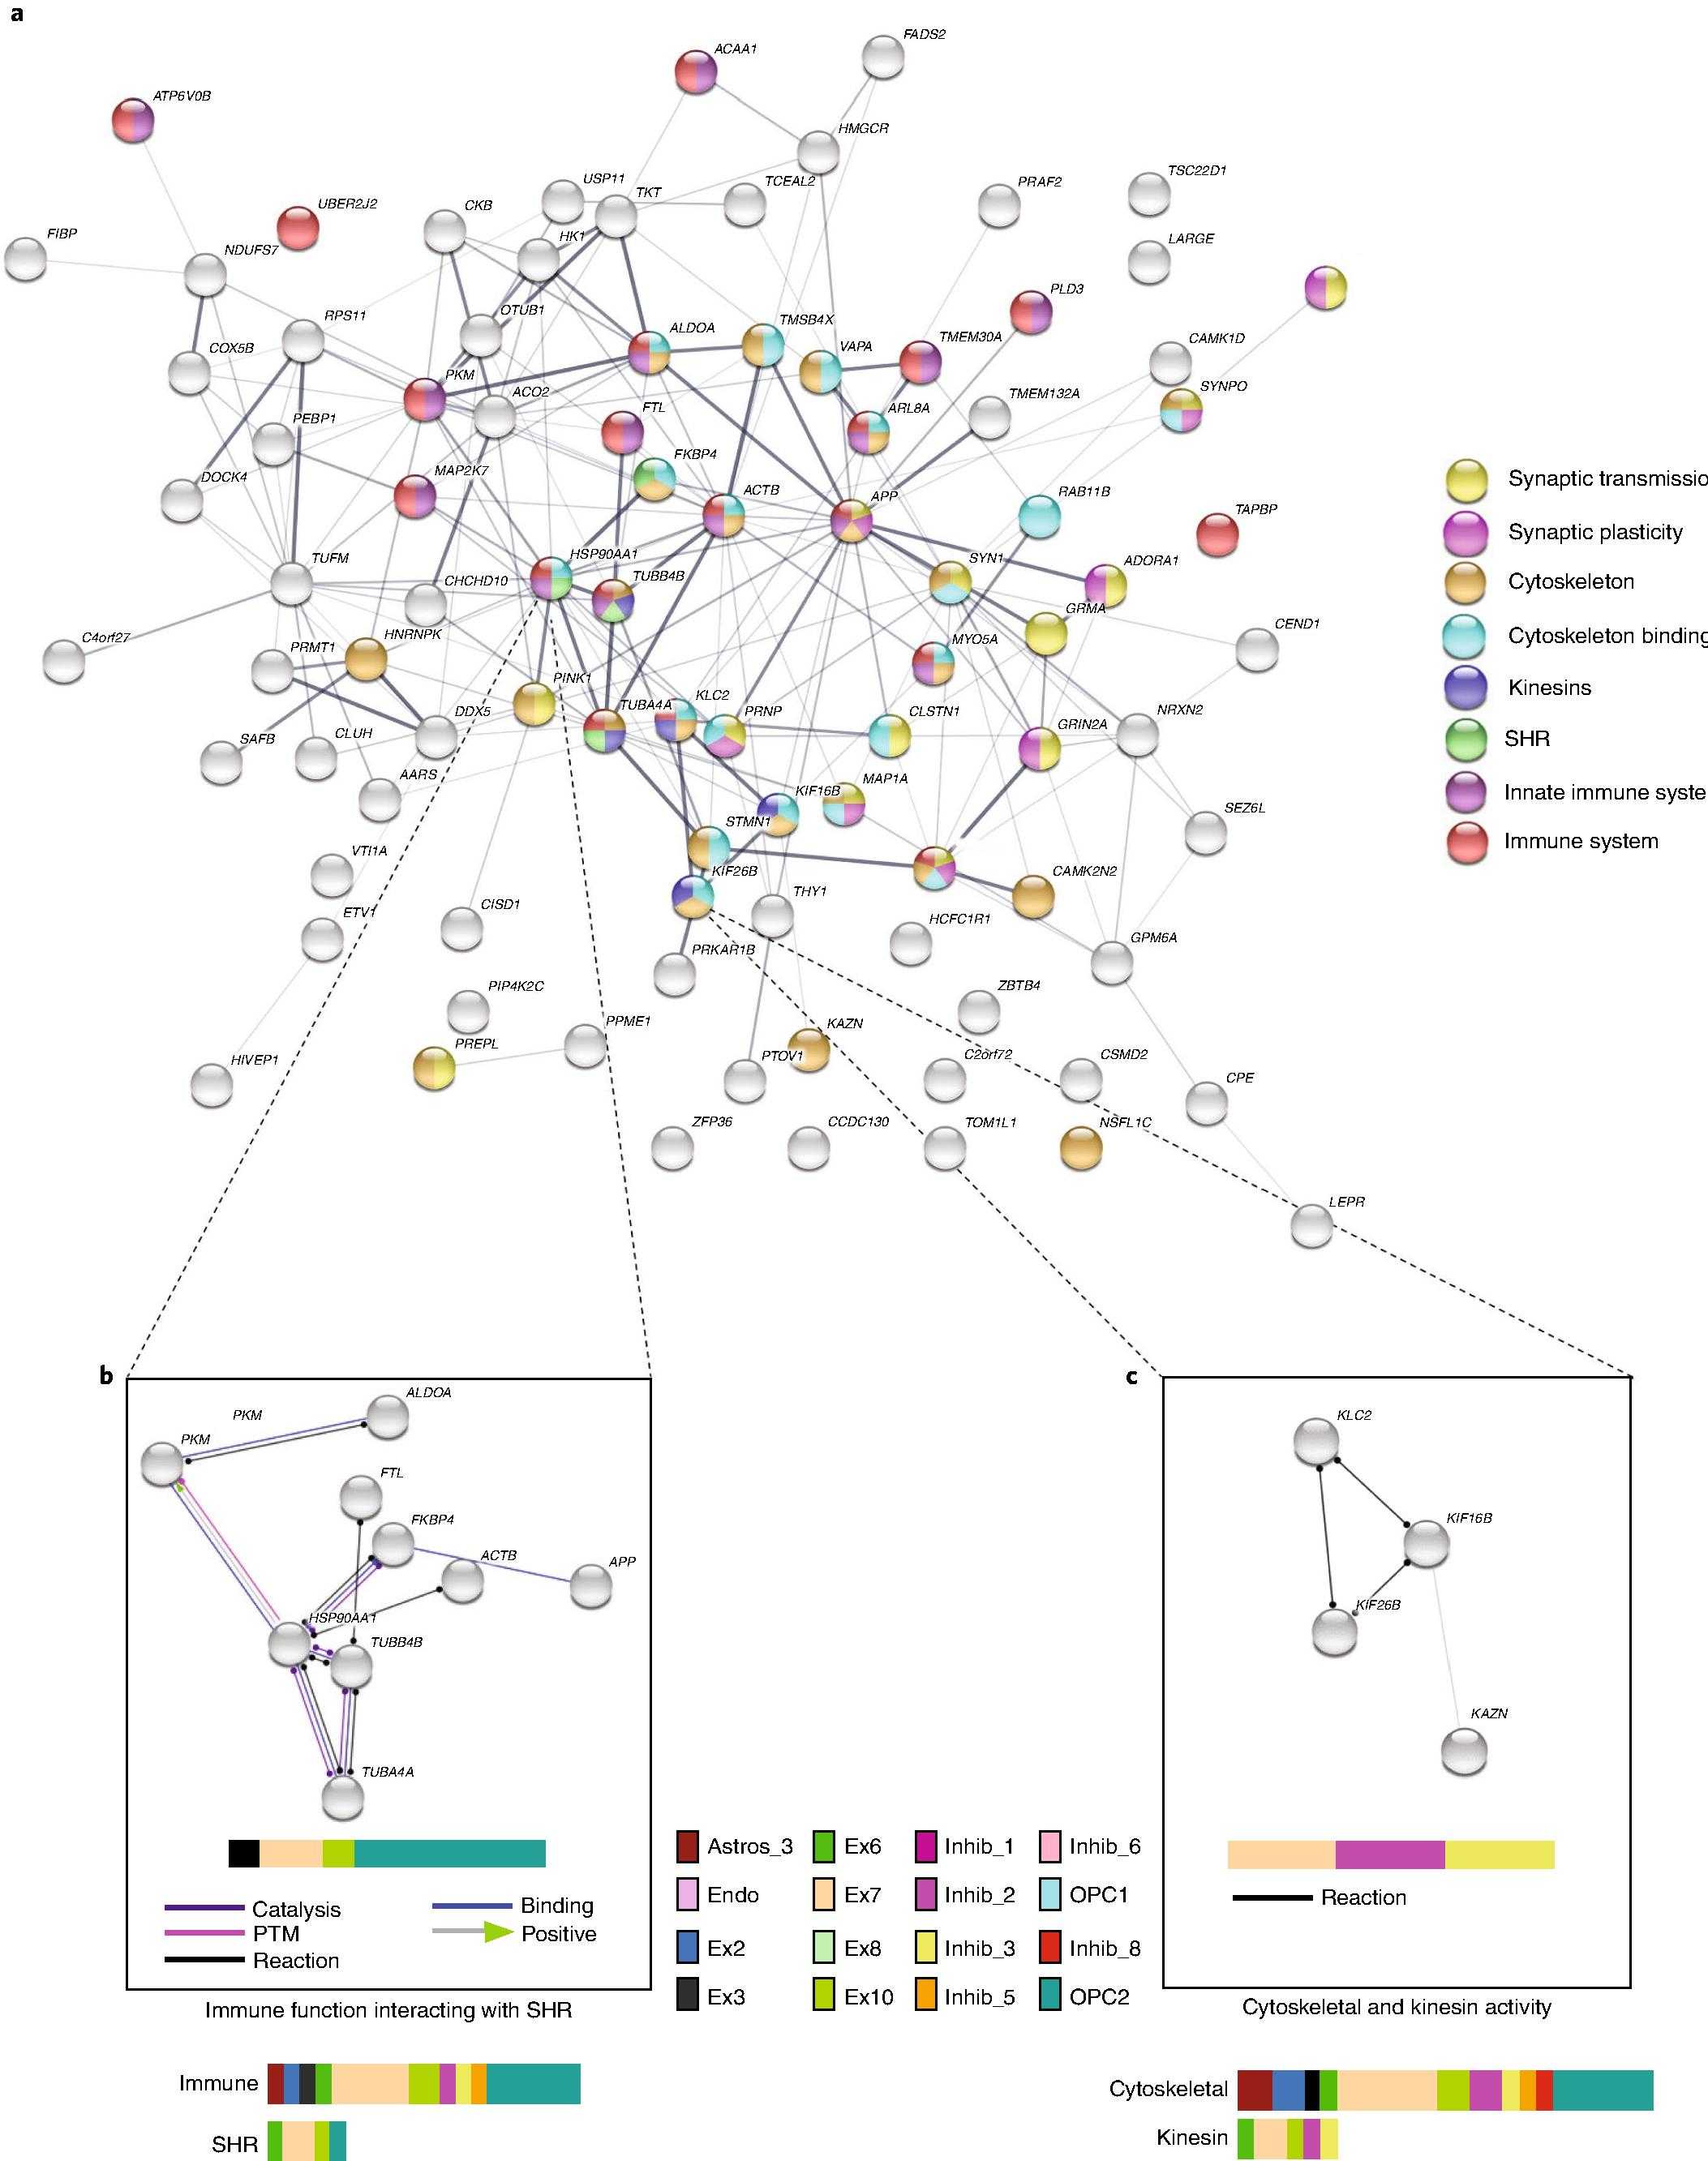 a
ACAA1
FADS2
ATP6V0B
HMGCR
UBER2J2
USP11
TKT
TCEAL2
PRAF2
TSC22D1
CKB
FIBP
HK1
LARGE
NDUFS7
PLD3
RPS11
OTUB1
ALDOA
TMSB4X
VAPA
TMEM30A
CAMK1D
COX5B
PKM
ACO2
SYNPO
PEBP1
FTL
ARL8A
TMEM132A
DOCK4
MAP2K7
FKBP4
ACTB
APP
RAB11B
TAPBP
Synaptic transmissio
Synaptic plasticity
Cytoskeleton
Cytoskeleton binding
Kinesins
SHR
Innate immune syste
Immune system
TUFM
CHCHD10
HSP90AA1
TUBB4B
SYN1
ADORA1
GRMA
C4orf27
PRMT1
HNRNPK
MYO5A
CEND1
PINK1
TUBA4A
KLC2
PRNP
CLSTN1
GRIN2A
NRXN2
SAFB
CLUH
DDX5
AARS
KIF16B
MAP1A
STMN1
SEZ6L
VTI1A
KIF26B
CAMK2N2
ETV1
CISD1
THY1
HCFC1R1
PRKAR1B
GPM6A
PIP4K2C
ZBTB4
HIVEP1
PREPL
PPME1
KAZN
PTOV1
C2orf72
CSMD2
CPE
ZFP36
CCDC130
TOM1L1
NSFL1C
LEPR
b
ALDOA
PKM
PKM
FTL
FKBP4
ACTB
APP
HSP90AA1
TUBB4B
TUBA4A
Catalysis
PTM
Reaction
Binding
Positive
Immune function interacting with SHR
Immune
SHR
Astros_3
Endo
Ex2
Ex3
Ex6
Ex7
Ex8
Ex10
Inhib_1
Inhib_2
Inhib_3
Inhib_5
Inhib_6
OPC1
Inhib_8
OPC2
c
KLC2
KIF16B
KIF26B
KAZN
Reaction
Cytoskeletal and kinesin activity
Cytoskeletal
Kinesin